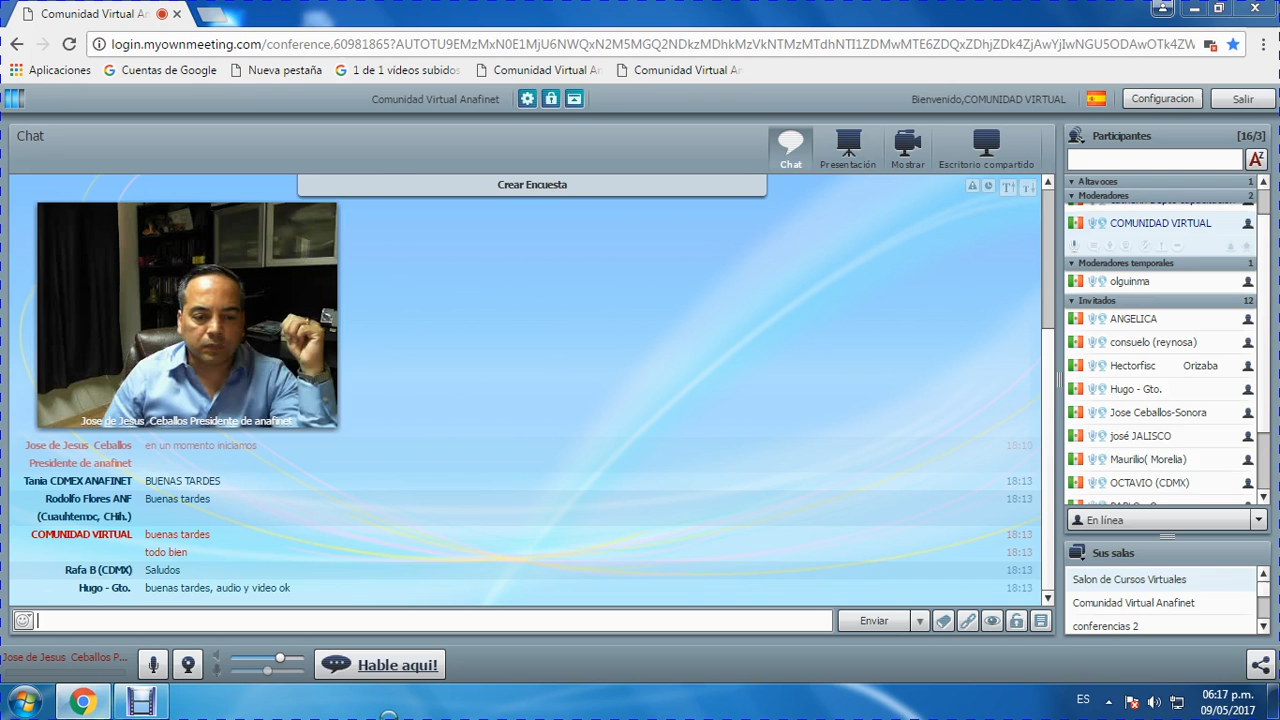 Comunidad Virtual An
login.myownmeeting.com/conference.60981865?AUTOTU9EMzMxN0E1MjU6NWQxN2M5MGQ2NDkzMDhkMzVkNTMzMTdhNTI1ZDMwMTE6ZDQxZDhjZDk4ZjAwYjIwNGU5ODAwOTk4ZW
Aplicaciones
Cuentas de Google
Nueva pestaña
1 de 1 vídeos subidos
Comunidad Virtual An
Comunidad Virtual An
Comunidad Virtual Anafinet
Bienvenido,COMUNIDAD VIRTUAL
Configuracion
Salir
Chat
Chat
Presentación
Mostrar
Escritorio compartido
Crear Encuesta
Jose de Jesus Ceballos Presidente de anafinet
Jose de Jesus Ceballos Presidente de anafinet en un momento iniciamos 18:10
Tania CDMEX ANAFINET BUENAS TARDES 18:13
Rodolfo Flores ANF (Cuauhtemoc, CHih.) Buenas tardes 18:13
COMUNIDAD VIRTUAL buenas tardes 18:13
todo bien 18:13
Rafa B (CDMX) Saludos 18:13
Hugo - Gto. buenas tardes, audio y video ok 18:13
Enviar
Jose de Jesus Ceballos P...
Hable aqui!
Participantes [16/3]
Altavoces 1
Moderadores 2
COMUNIDAD VIRTUAL
Moderadores temporales 1
olguinma
Invitados 12
ANGELICA
consuelo (reynosa)
Hectorfisc Orizaba
Hugo - Gto.
Jose Ceballos-Sonora
josé JALISCO
Maurilio( Morelia)
OCTAVIO (CDMX)
En línea
Sus salas
Salon de Cursos Virtuales
Comunidad Virtual Anafinet
conferencias 2
ES
06:17 p.m.
09/05/2017